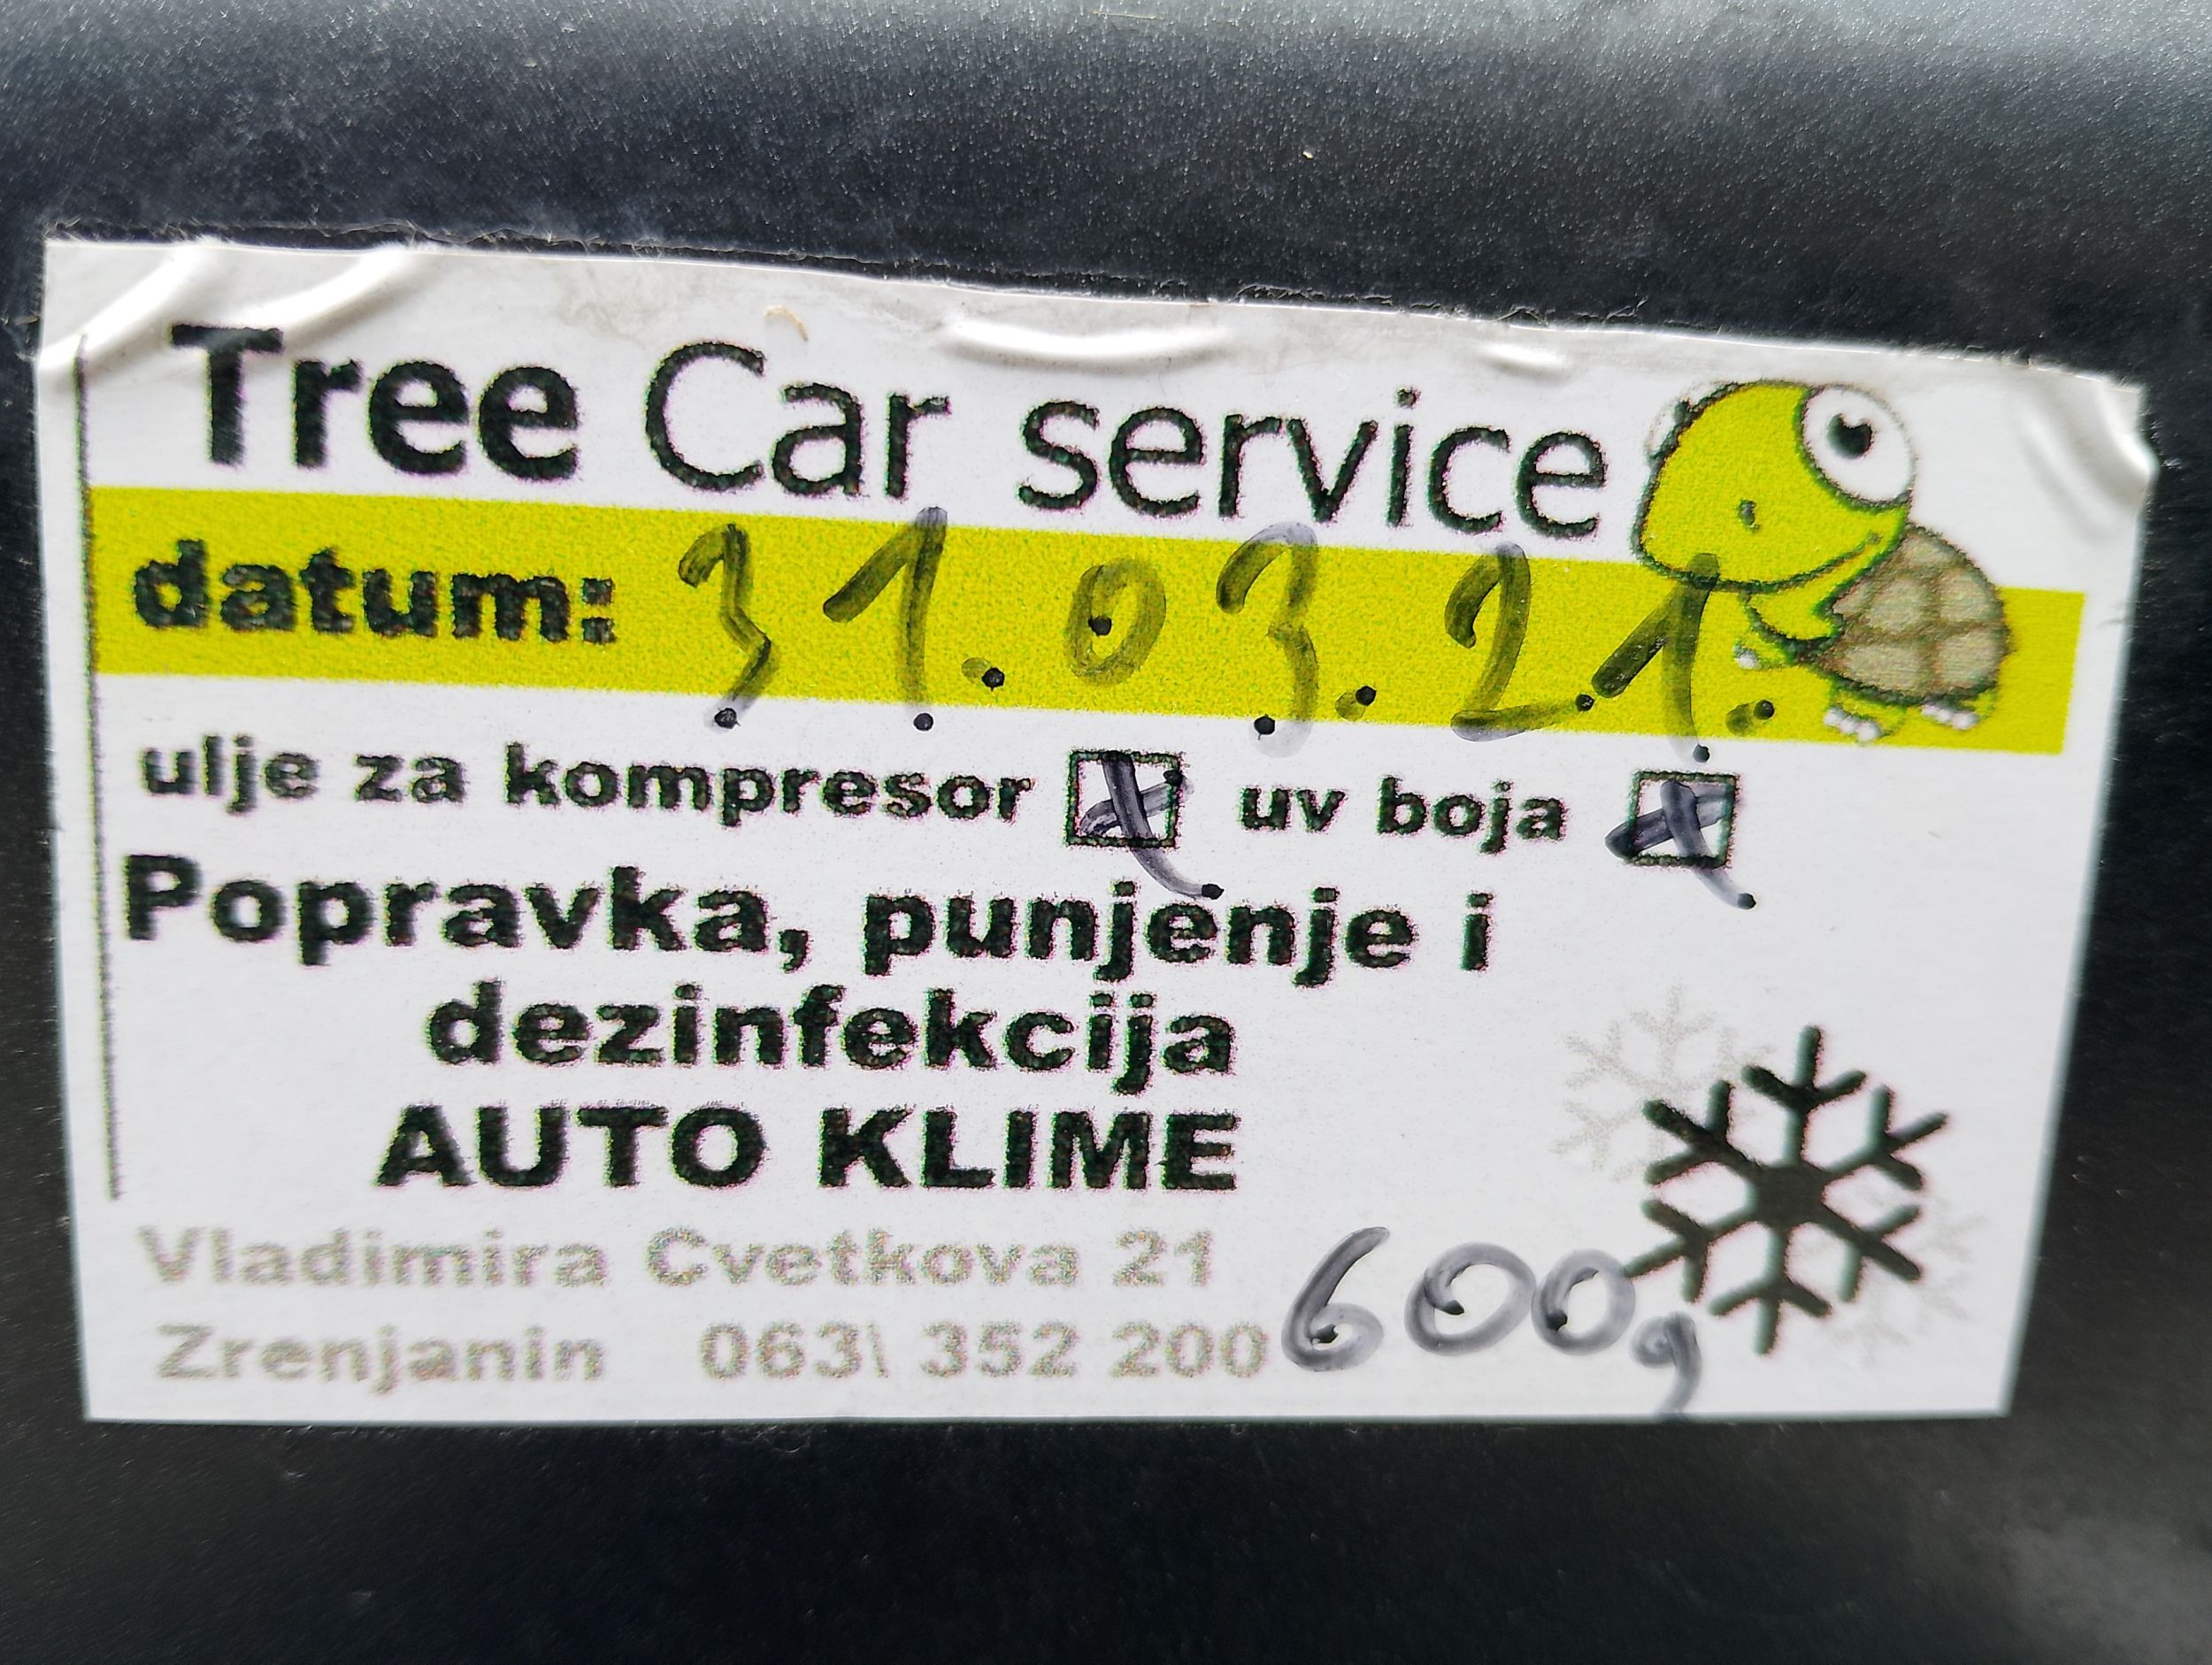 Tree Car service
datum: 31.03.21.
ulje za kompresor uv boja
Popravka, punjenje i
dezinfekcija
AUTO KLIME
Vladimira Cvetkova 21
Zrenjanin 063\ 352 200
600g